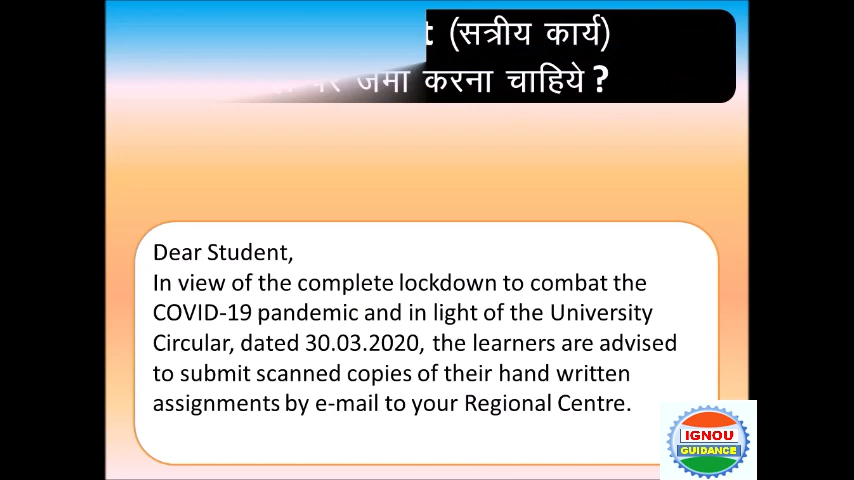 (सत्रीय कार्य)
जमा करना चाहिये ?
Dear Student,
In view of the complete lockdown to combat the
COVID-19 pandemic and in light of the University
Circular, dated 30.03.2020, the learners are advised
to submit scanned copies of their hand written
assignments by e-mail to your Regional Centre.
IGNOU
GUIDANCE